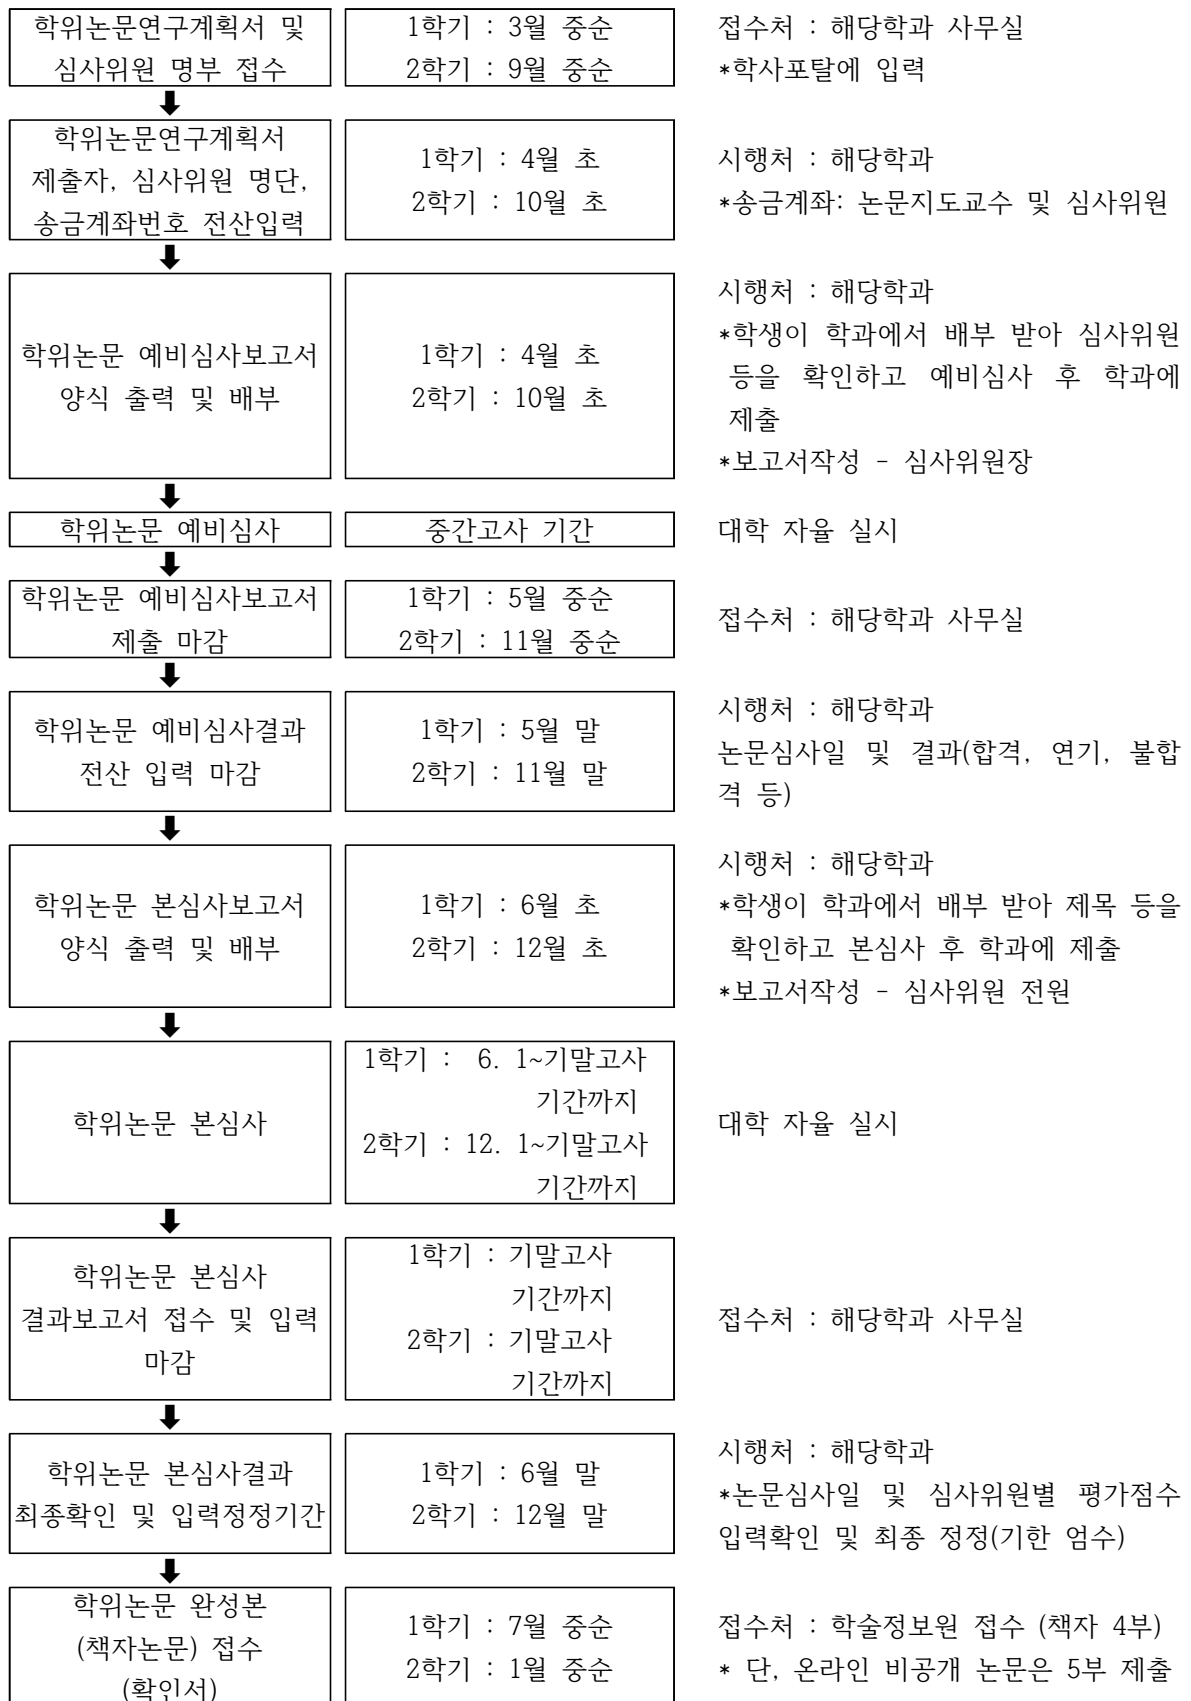 학위논문연구계획서 및
심사위원 명부 접수
1학기 : 3월 중순
2학기 : 9월 중순
접수처 : 해당학과 사무실
*학사포탈에 입력
학위논문연구계획서
제출자, 심사위원 명단,
송금계좌번호 전산입력
1학기 : 4월 초
2학기 : 10월 초
시행처 : 해당학과
*송금계좌: 논문지도교수 및 심사위원
학위논문 예비심사보고서
양식 출력 및 배부
1학기 : 4월 초
2학기 : 10월 초
시행처 : 해당학과
*학생이 학과에서 배부 받아 심사위원
등을 확인하고 예비심사 후 학과에
제출
*보고서작성 - 심사위원장
학위논문 예비심사
중간고사 기간
대학 자율 실시
학위논문 예비심사보고서
제출 마감
1학기 : 5월 중순
2학기 : 11월 중순
접수처 : 해당학과 사무실
학위논문 예비심사결과
전산 입력 마감
1학기 : 5월 말
2학기 : 11월 말
시행처 : 해당학과
논문심사일 및 결과(합격, 연기, 불합
격 등)
학위논문 본심사보고서
양식 출력 및 배부
1학기 : 6월 초
2학기 : 12월 초
시행처 : 해당학과
*학생이 학과에서 배부 받아 제목 등을
확인하고 본심사 후 학과에 제출
*보고서작성 - 심사위원 전원
학위논문 본심사
1학기 : 6. 1~기말고사
기간까지
2학기 : 12. 1~기말고사
기간까지
대학 자율 실시
학위논문 본심사
결과보고서 접수 및 입력
마감
1학기 : 기말고사
기간까지
2학기 : 기말고사
기간까지
접수처 : 해당학과 사무실
학위논문 본심사결과
최종확인 및 입력정정기간
1학기 : 6월 말
2학기 : 12월 말
시행처 : 해당학과
*논문심사일 및 심사위원별 평가점수
입력확인 및 최종 정정(기한 엄수)
학위논문 완성본
(책자논문) 접수
(확인서)
1학기 : 7월 중순
2학기 : 1월 중순
접수처 : 학술정보원 접수 (책자 4부)
* 단, 온라인 비공개 논문은 5부 제출